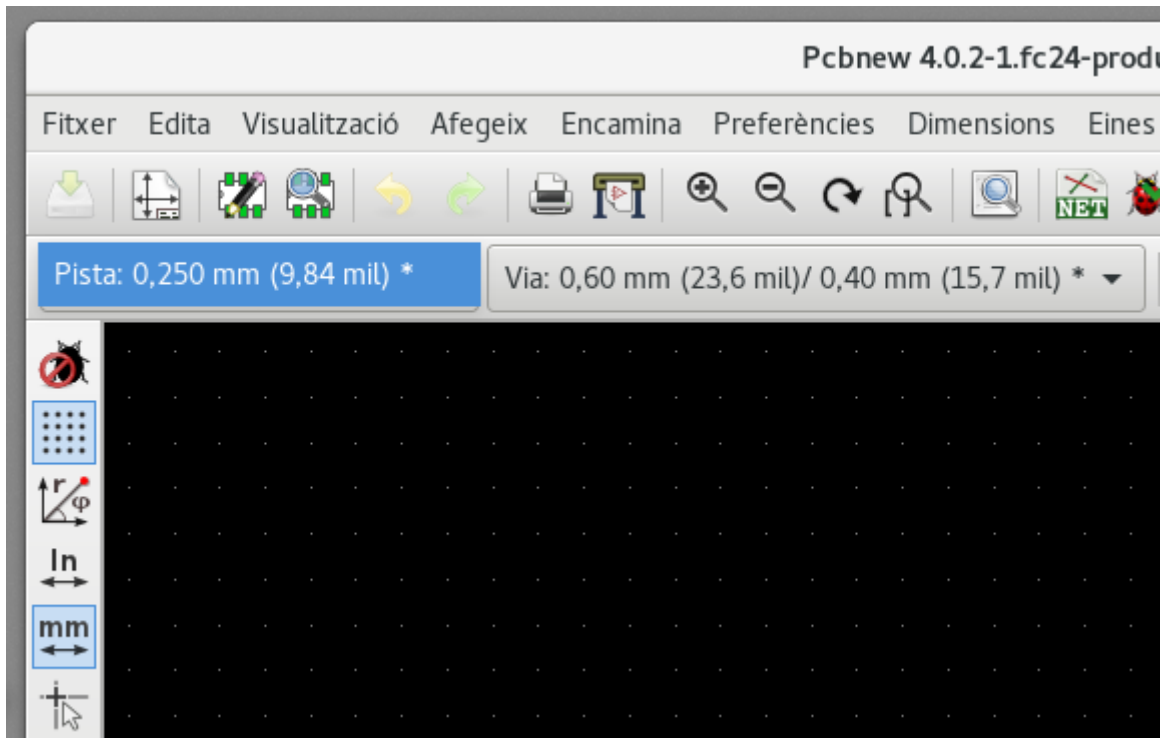 Pcbnew 4.0.2-1.fc24-produ
Fitxer Edita Visualització Afegeix Encamina Preferències Dimensions Eines
NET
Pista: 0,250 mm (9,84 mil) * Via: 0,60 mm (23,6 mil)/ 0,40 mm (15,7 mil) *
r φ
In
mm